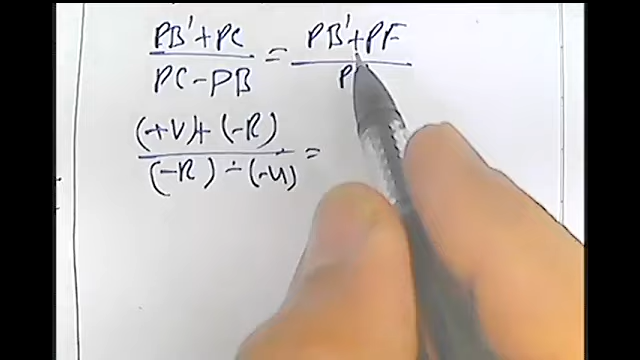 PB'+PC / PC-PB = PB'+PF / P
(+V)+(-R) / (-R)-(-U) =